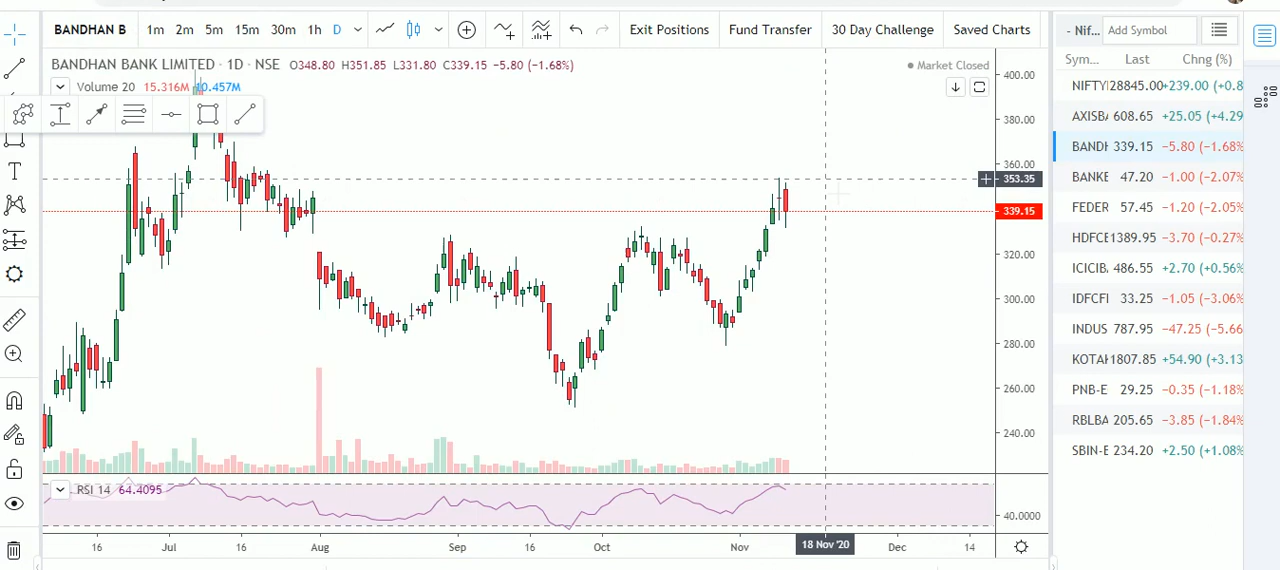 BANDHAN B 1m 2m 5m 15m 30m 1h D Exit Positions Fund Transfer 30 Day Challenge Saved Charts
BANDHAN BANK LIMITED · 1D · NSE O348.80 H351.85 L331.80 C339.15 -5.80 (-1.68%)
Market Closed
Volume 20 15.316M 10.457M
400.00
380.00
360.00
353.35
339.15
320.00
300.00
280.00
260.00
240.00
RSI 14 64.4095
40.0000
16 Jul 16 Aug Sep 16 Oct Nov 18 Nov '20 Dec 14
- Nif... Add Symbol
Sym... Last Chng (%)
NIFTY 28845.00 +239.00 (+0.8
AXISBA 608.65 +25.05 (+4.29
BANDH 339.15 -5.80 (-1.68%
BANKE 47.20 -1.00 (-2.07%
FEDER 57.45 -1.20 (-2.05%
HDFCE 1389.95 -3.70 (-0.27%
ICICIB. 486.55 +2.70 (+0.56%
IDFCFI 33.25 -1.05 (-3.06%
INDUS 787.95 -47.25 (-5.66
KOTAK 1807.85 +54.90 (+3.13
PNB-E 29.25 -0.35 (-1.18%
RBLBA 205.65 -3.85 (-1.84%
SBIN-E 234.20 +2.50 (+1.08%